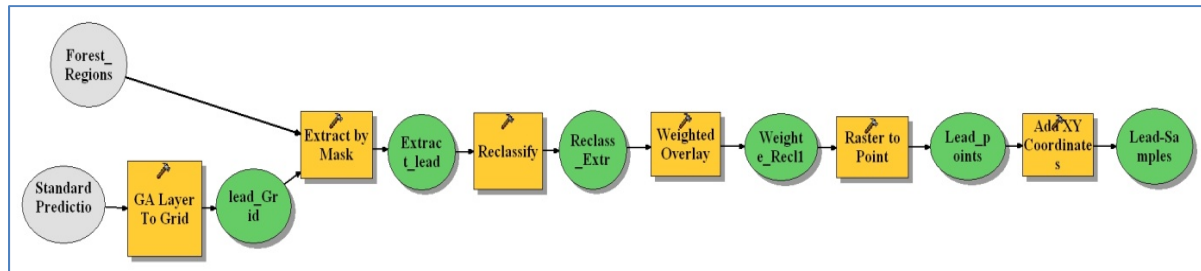 Forest_
Regions
Standard
Predictio
GA Layer
To Grid
lead_Gr
id
Extract by
Mask
Extrac
t_lead
Reclassify
Reclass
_Extr
Weighted
Overlay
Weight
e_Recl1
Raster to
Point
Lead_p
oints
Add XY
Coordinate
s
Lead-Sa
mples